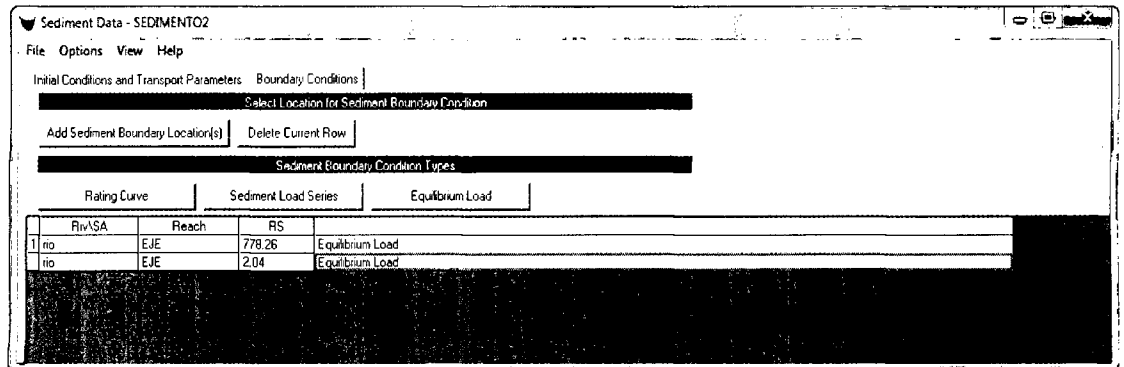 Sediment Data - SEDIMENTO2
File Options View Help
Initial Conditions and Transport Parameters Boundary Conditions
Select Location for Sediment Boundary Condition
Add Sediment Boundary Location(s) Delete Current Row
Sediment Boundary Condition Types
Rating Curve Sediment Load Series Equilibrium Load
Riv\SA Reach RS
1 rio EJE 778.26 Equilibrium Load
rio EJE 2.04 Equilibrium Load